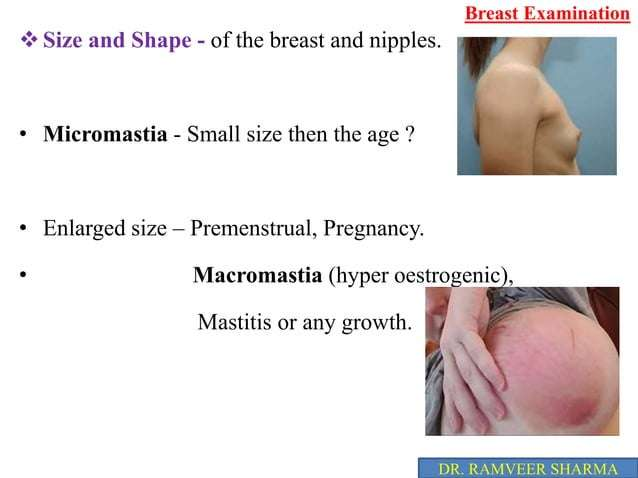 Breast Examination
❖ Size and Shape - of the breast and nipples.
• Micromastia - Small size then the age ?
• Enlarged size – Premenstrual, Pregnancy.
• Macromastia (hyper oestrogenic),
Mastitis or any growth.
DR. RAMVEER SHARMA